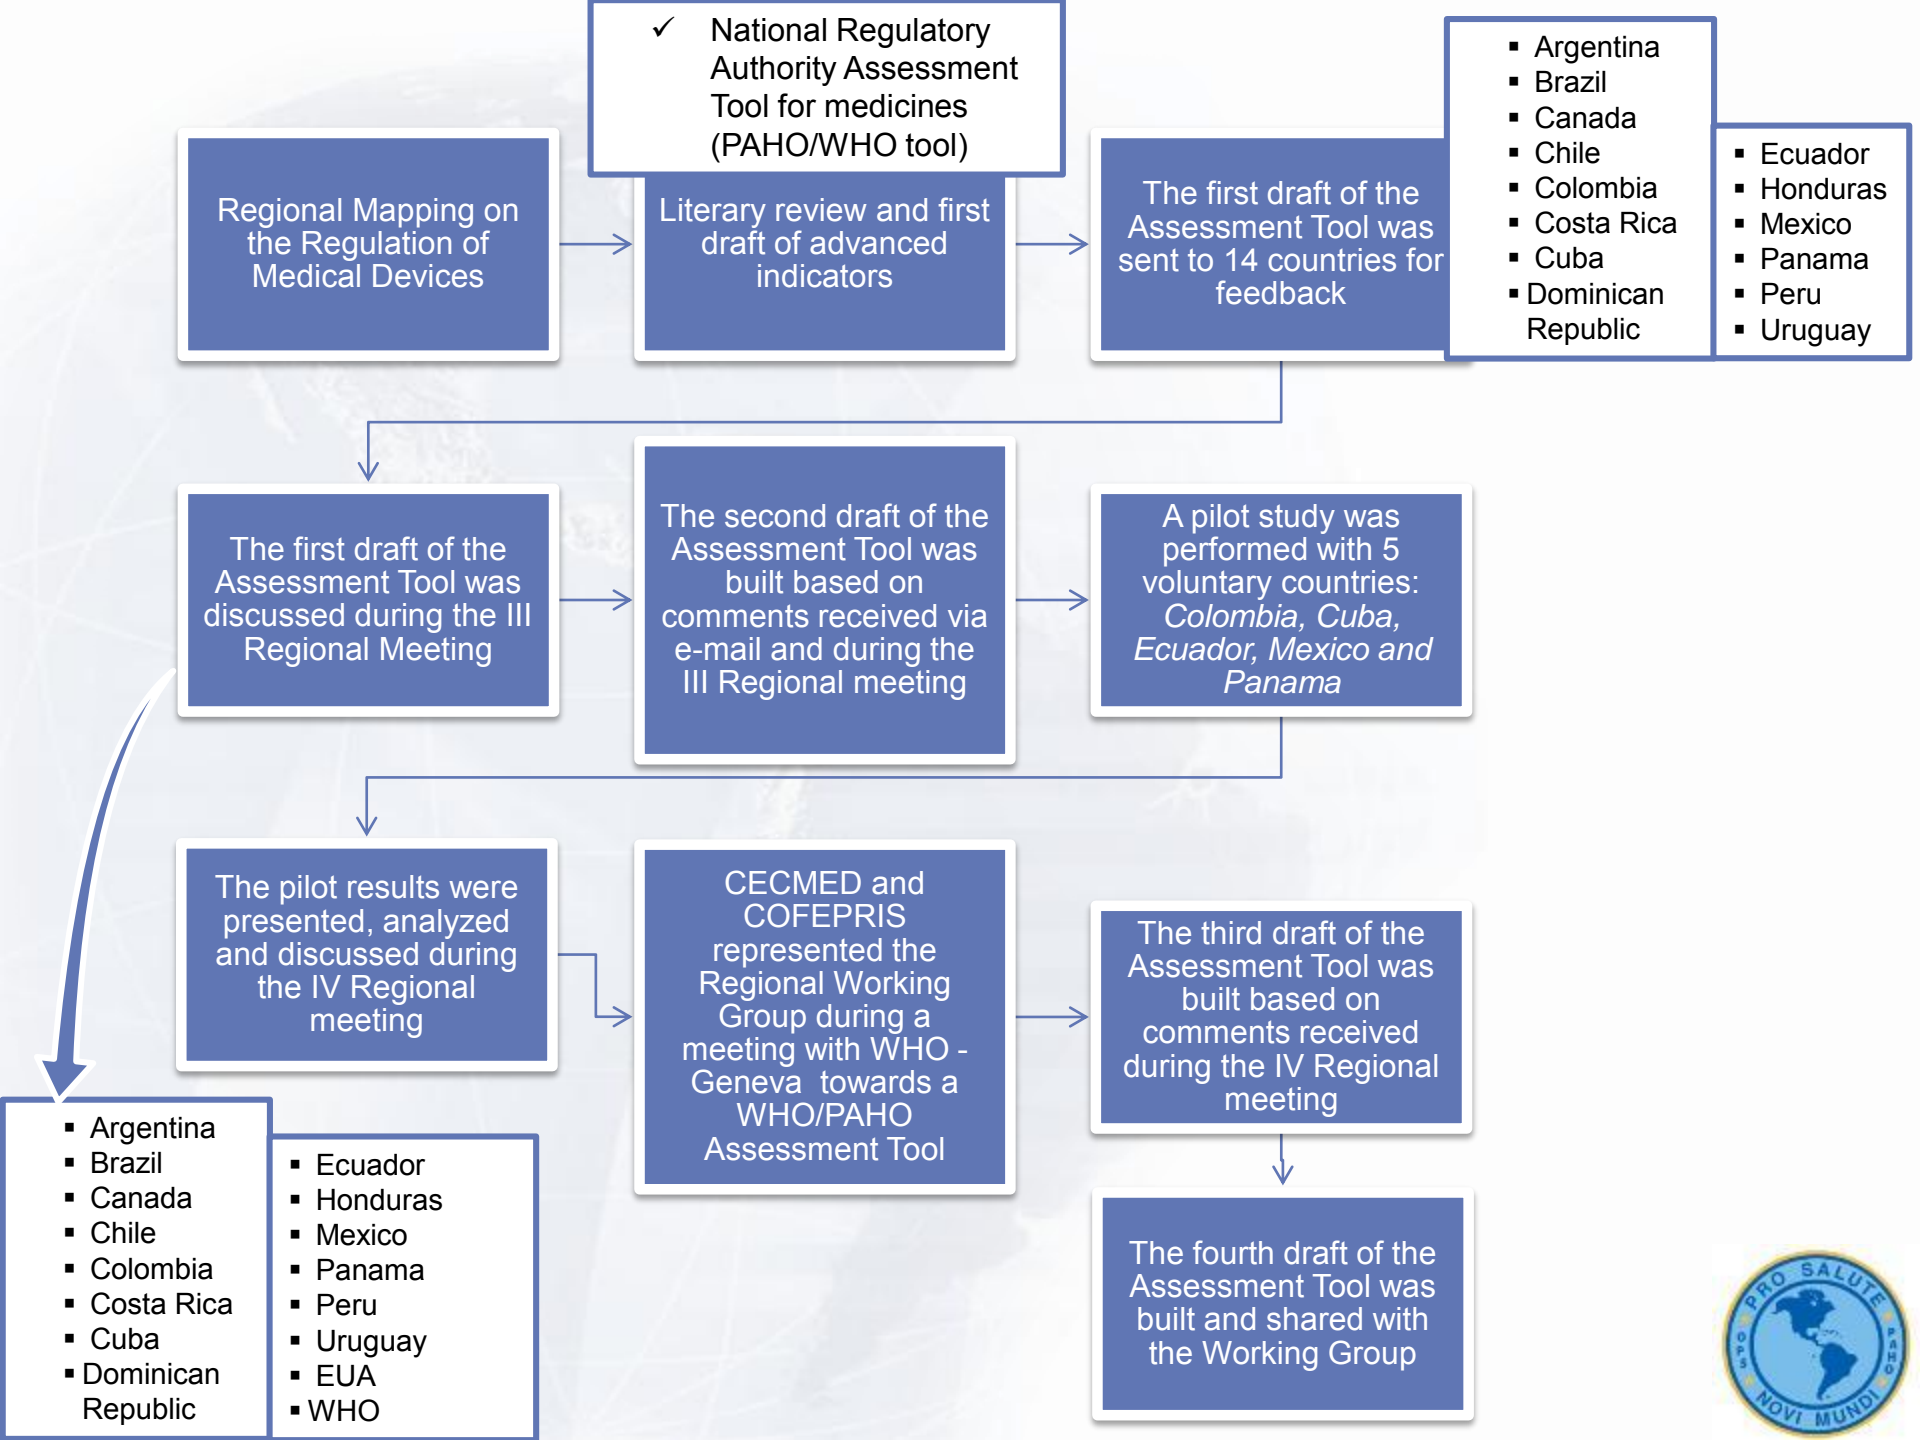 ✓ National Regulatory
Authority Assessment
Tool for medicines
(PAHO/WHO tool)
Regional Mapping on
the Regulation of
Medical Devices
Literary review and first
draft of advanced
indicators
The first draft of the
Assessment Tool was
sent to 14 countries for
feedback
▪ Argentina
▪ Brazil
▪ Canada
▪ Chile
▪ Colombia
▪ Costa Rica
▪ Cuba
▪ Dominican
Republic
▪ Ecuador
▪ Honduras
▪ Mexico
▪ Panama
▪ Peru
▪ Uruguay
The first draft of the
Assessment Tool was
discussed during the III
Regional Meeting
The second draft of the
Assessment Tool was
built based on
comments received via
e-mail and during the
III Regional meeting
A pilot study was
performed with 5
voluntary countries:
Colombia, Cuba,
Ecuador, Mexico and
Panama
The pilot results were
presented, analyzed
and discussed during
the IV Regional
meeting
CECMED and
COFEPRIS
represented the
Regional Working
Group during a
meeting with WHO -
Geneva towards a
WHO/PAHO
Assessment Tool
The third draft of the
Assessment Tool was
built based on
comments received
during the IV Regional
meeting
The fourth draft of the
Assessment Tool was
built and shared with
the Working Group
▪ Argentina
▪ Brazil
▪ Canada
▪ Chile
▪ Colombia
▪ Costa Rica
▪ Cuba
▪ Dominican
Republic
▪ Ecuador
▪ Honduras
▪ Mexico
▪ Panama
▪ Peru
▪ Uruguay
▪ EUA
▪ WHO
PRO SALUTE
OPS
PAHO
NOVI MUNDI